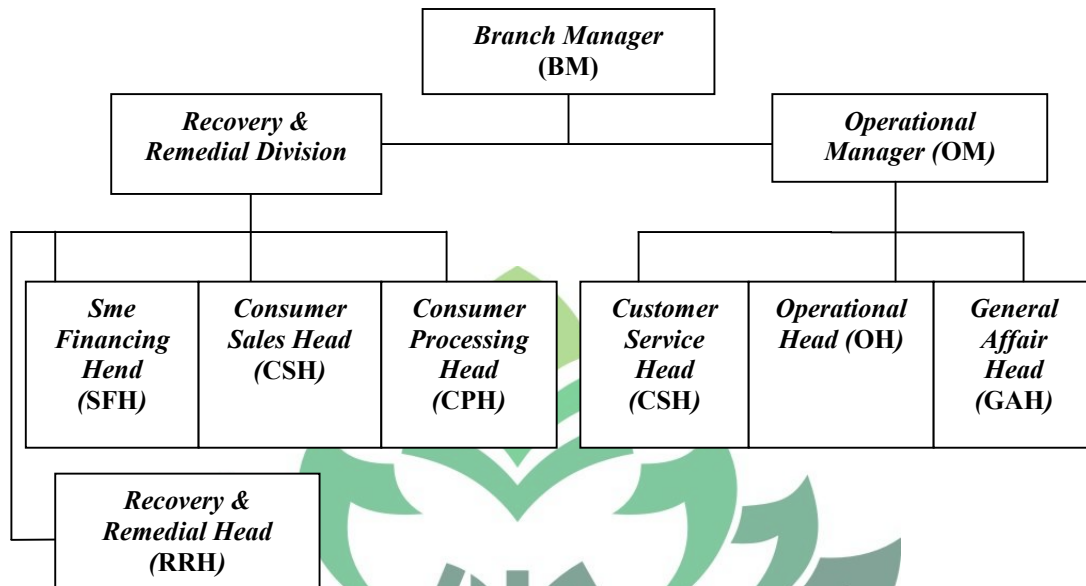 Branch Manager
(BM)
Recovery &
Remedial Division
Operational
Manager (OM)
Sme
Financing
Hend
(SFH)
Consumer
Sales Head
(CSH)
Consumer
Processing
Head
(CPH)
Customer
Service
Head
(CSH)
Operational
Head (OH)
General
Affair
Head
(GAH)
Recovery &
Remedial Head
(RRH)